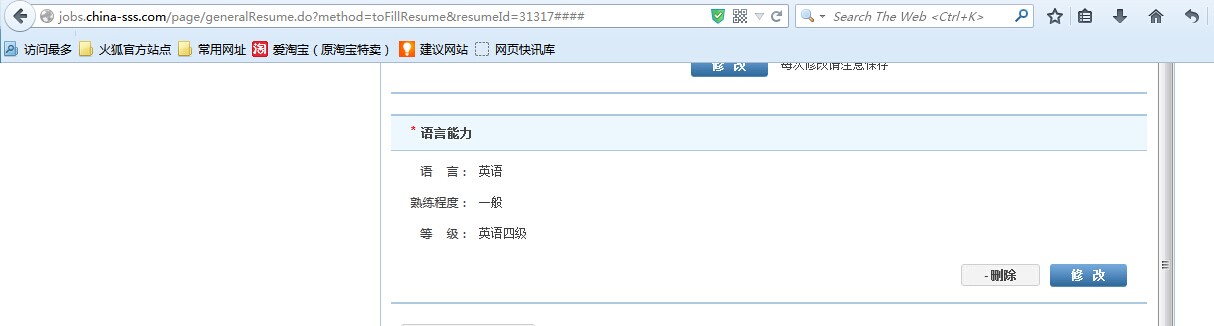 jobs.china-sss.com/page/generalResume.do?method=toFillResume&resumeId=31317####
Search The Web <Ctrl+K>
访问最多 火狐官方站点 常用网址 淘 爱淘宝（原淘宝特卖） 建议网站 网页快讯库
修 改 每次修改请注意保存
* 语言能力
语 言： 英语
熟练程度： 一般
等 级： 英语四级
-删除 修 改